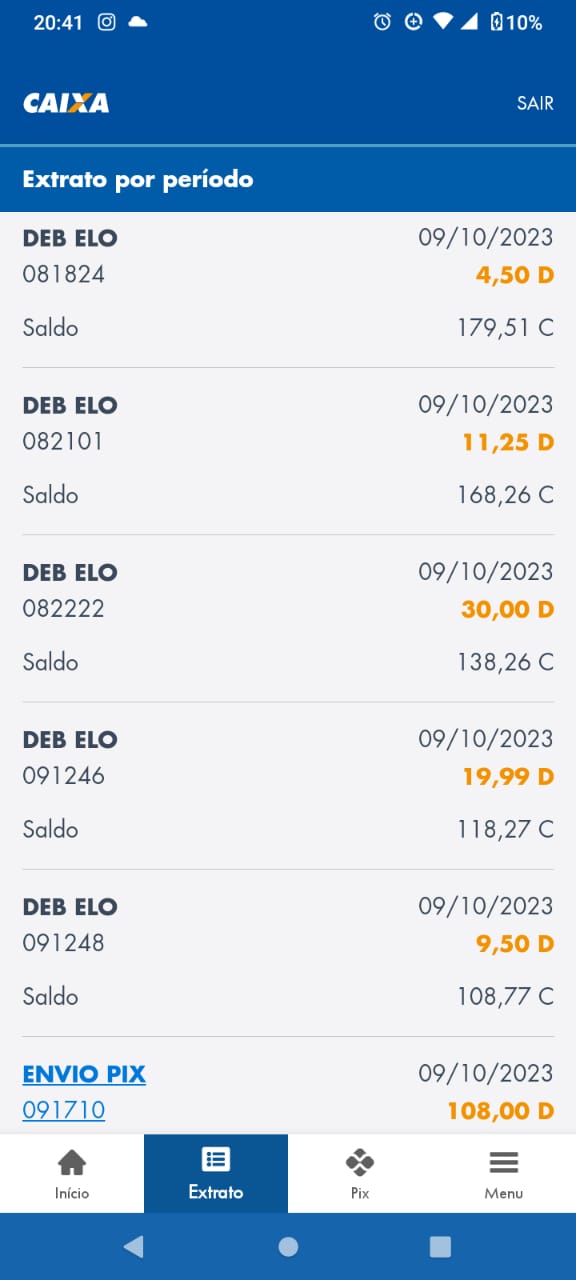 20:41 10%
CAIXA SAIR
Extrato por período
DEB ELO 09/10/2023
081824 4,50 D
Saldo 179,51 C
DEB ELO 09/10/2023
082101 11,25 D
Saldo 168,26 C
DEB ELO 09/10/2023
082222 30,00 D
Saldo 138,26 C
DEB ELO 09/10/2023
091246 19,99 D
Saldo 118,27 C
DEB ELO 09/10/2023
091248 9,50 D
Saldo 108,77 C
ENVIO PIX 09/10/2023
091710 108,00 D
Início Extrato Pix Menu